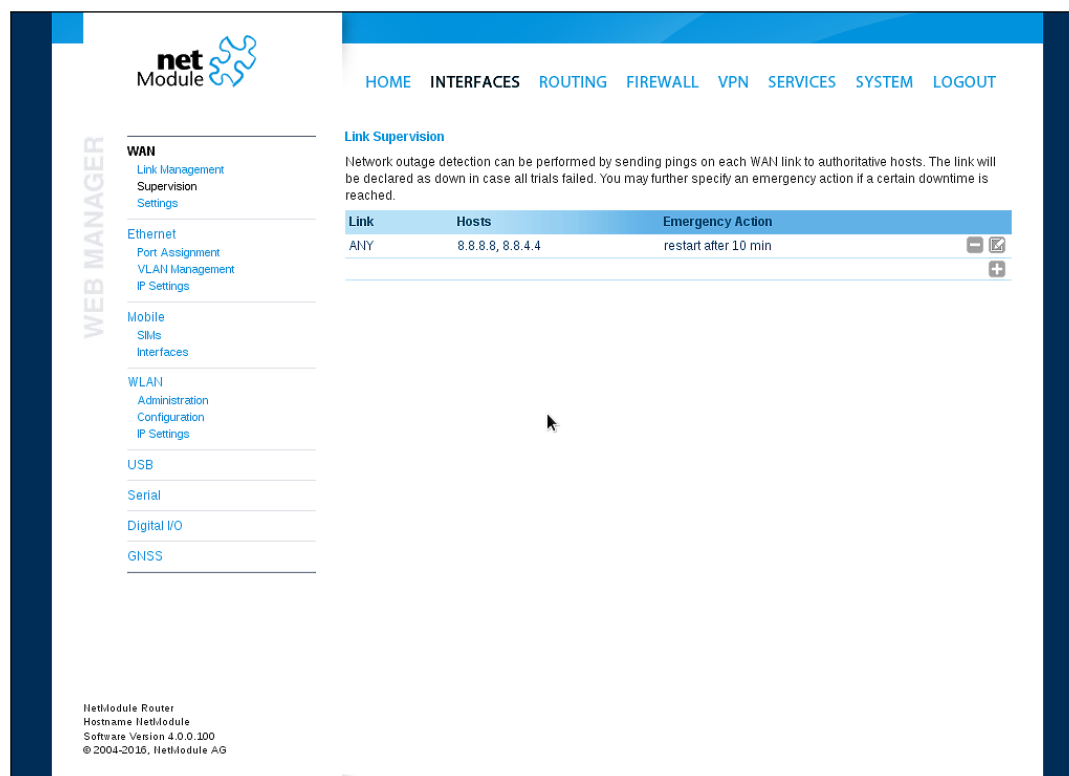 net
Module
HOME INTERFACES ROUTING FIREWALL VPN SERVICES SYSTEM LOGOUT
WEB MANAGER
WAN
Link Management
Supervision
Settings
Ethernet
Port Assignment
VLAN Management
IP Settings
Mobile
SIMs
Interfaces
WLAN
Administration
Configuration
IP Settings
USB
Serial
Digital I/O
GNSS
Link Supervision
Network outage detection can be performed by sending pings on each WAN link to authoritative hosts. The link will
be declared as down in case all trials failed. You may further specify an emergency action if a certain downtime is
reached.
Link Hosts Emergency Action
ANY 8.8.8.8, 8.8.4.4 restart after 10 min
NetModule Router
Hostname NetModule
Software Version 4.0.0.100
© 2004-2016, NetModule AG